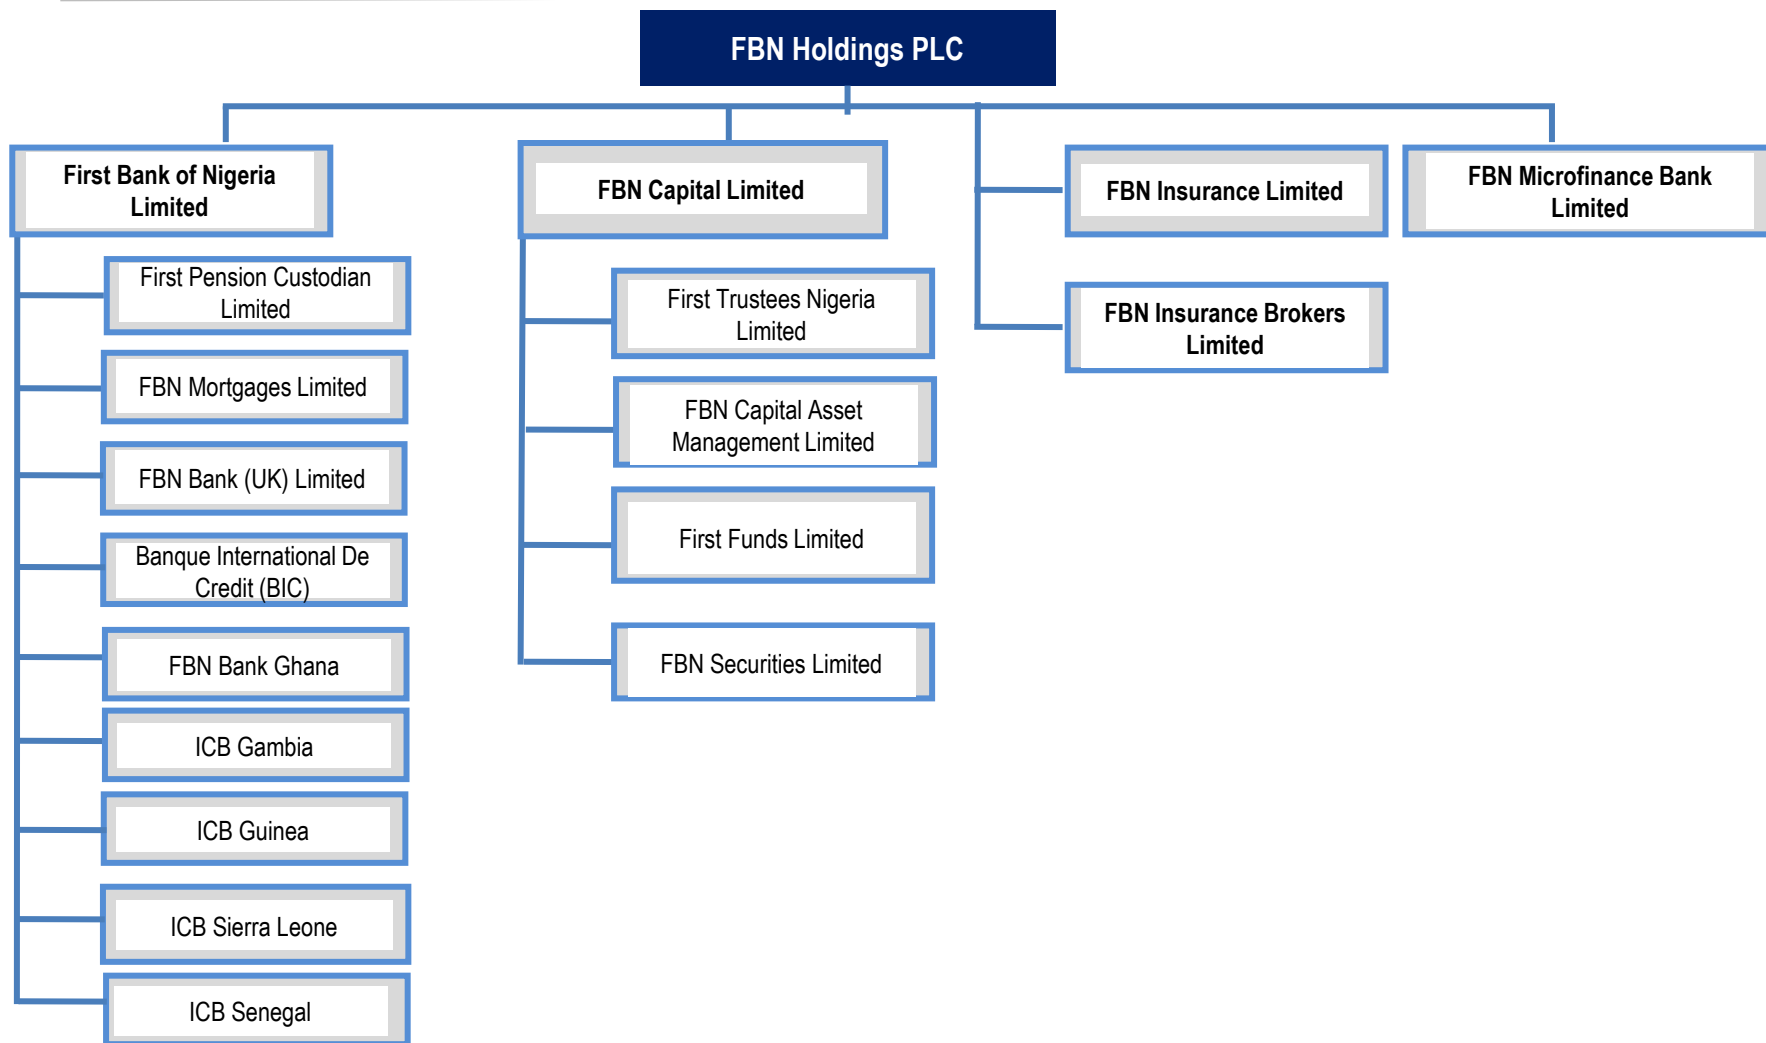 FBN Holdings PLC
First Bank of Nigeria
Limited
First Pension Custodian
Limited
FBN Mortgages Limited
FBN Bank (UK) Limited
Banque International De
Credit (BIC)
FBN Bank Ghana
ICB Gambia
ICB Guinea
ICB Sierra Leone
ICB Senegal
FBN Capital Limited
First Trustees Nigeria
Limited
FBN Capital Asset
Management Limited
First Funds Limited
FBN Securities Limited
FBN Insurance Limited
FBN Insurance Brokers
Limited
FBN Microfinance Bank
Limited